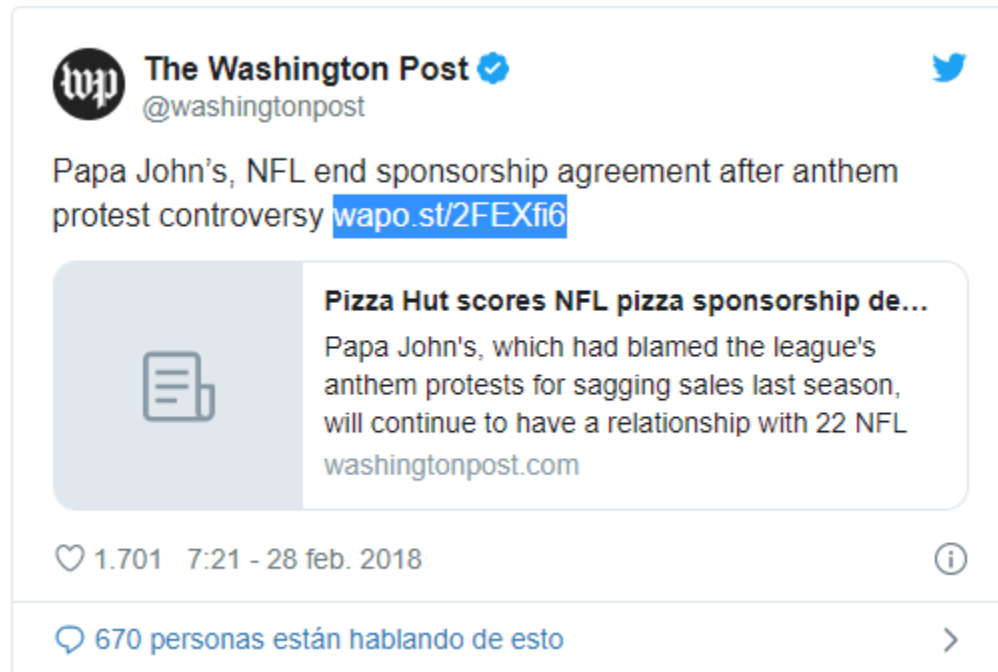 The Washington Post
@washingtonpost
Papa John’s, NFL end sponsorship agreement after anthem
protest controversy wapo.st/2FEXfi6
Pizza Hut scores NFL pizza sponsorship de…
Papa John's, which had blamed the league's
anthem protests for sagging sales last season,
will continue to have a relationship with 22 NFL
washingtonpost.com
1.701 7:21 - 28 feb. 2018
670 personas están hablando de esto